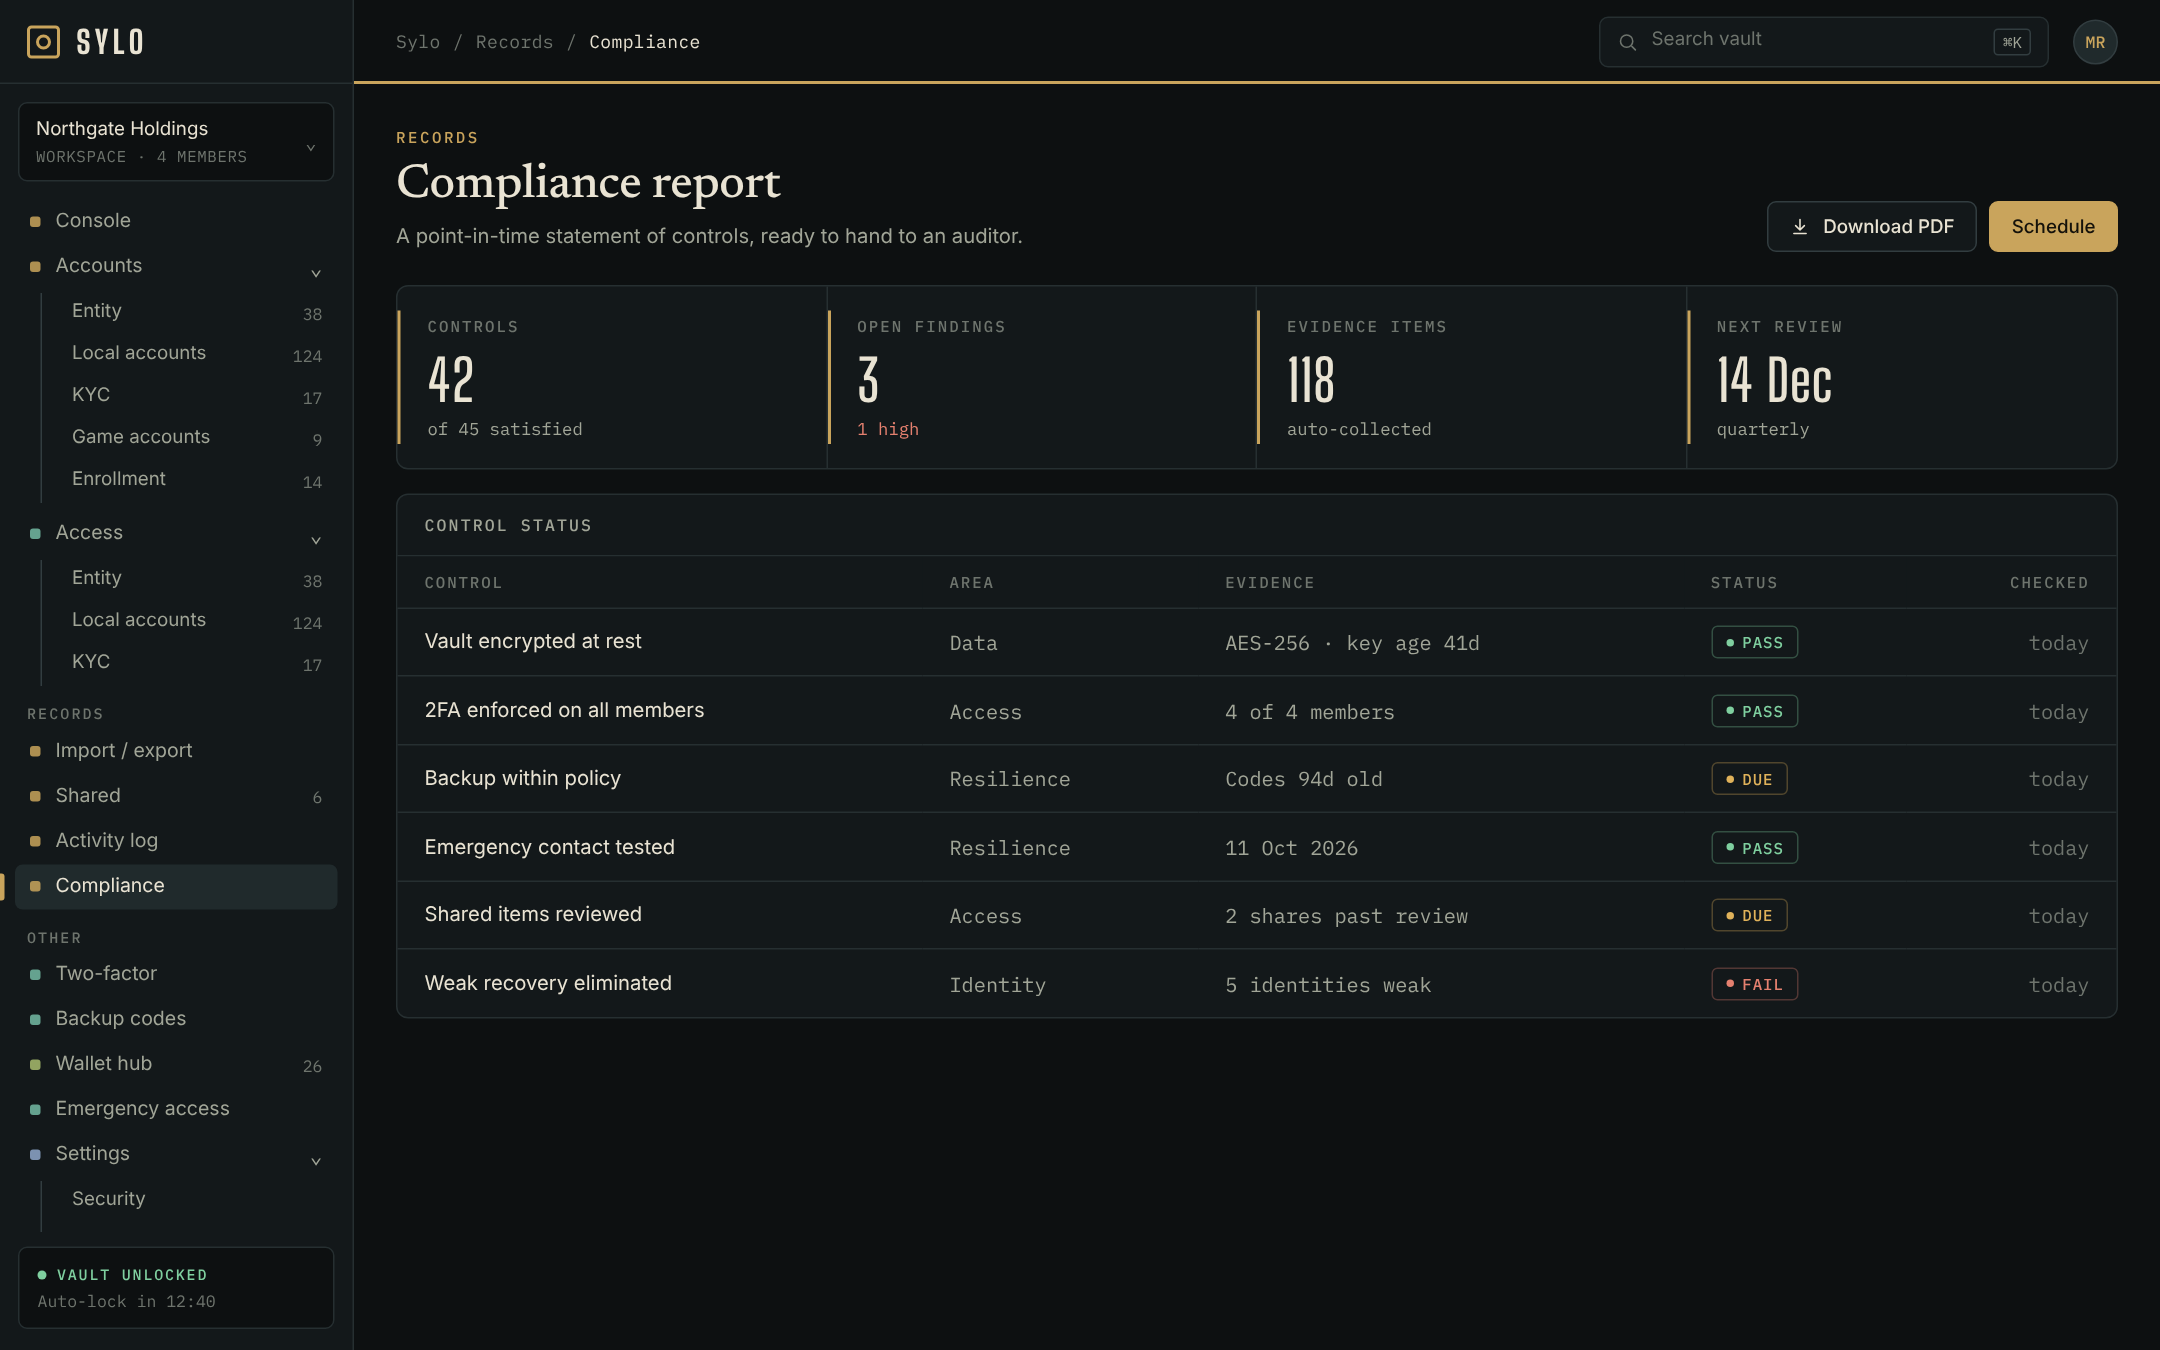 SYLO
Northgate Holdings
WORKSPACE · 4 MEMBERS
Console
Accounts
Entity 38
Local accounts 124
KYC 17
Game accounts 9
Enrollment 14
Access
Entity 38
Local accounts 124
KYC 17
RECORDS
Import / export
Shared 6
Activity log
Compliance
OTHER
Two-factor
Backup codes
Wallet hub 26
Emergency access
Settings
Security
VAULT UNLOCKED
Auto-lock in 12:40
Sylo / Records / Compliance
Search vault ⌘K
MR
RECORDS
Compliance report
A point-in-time statement of controls, ready to hand to an auditor.
Download PDF
Schedule
CONTROLS
42
of 45 satisfied
OPEN FINDINGS
3
1 high
EVIDENCE ITEMS
118
auto-collected
NEXT REVIEW
14 Dec
quarterly
CONTROL STATUS
CONTROL AREA EVIDENCE STATUS CHECKED
Vault encrypted at rest Data AES-256 · key age 41d PASS today
2FA enforced on all members Access 4 of 4 members PASS today
Backup within policy Resilience Codes 94d old DUE today
Emergency contact tested Resilience 11 Oct 2026 PASS today
Shared items reviewed Access 2 shares past review DUE today
Weak recovery eliminated Identity 5 identities weak FAIL today